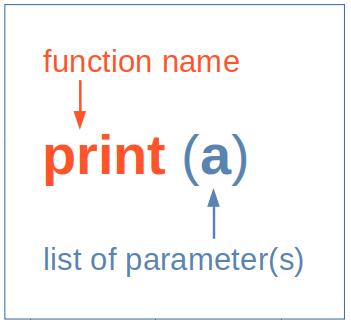 function name
print (a)
list of parameter(s)